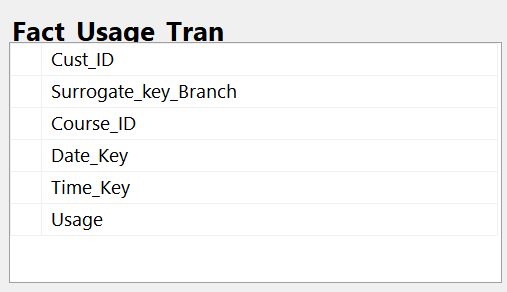 Fact_Usage_Tran
Cust_ID
Surrogate_key_Branch
Course_ID
Date_Key
Time_Key
Usage